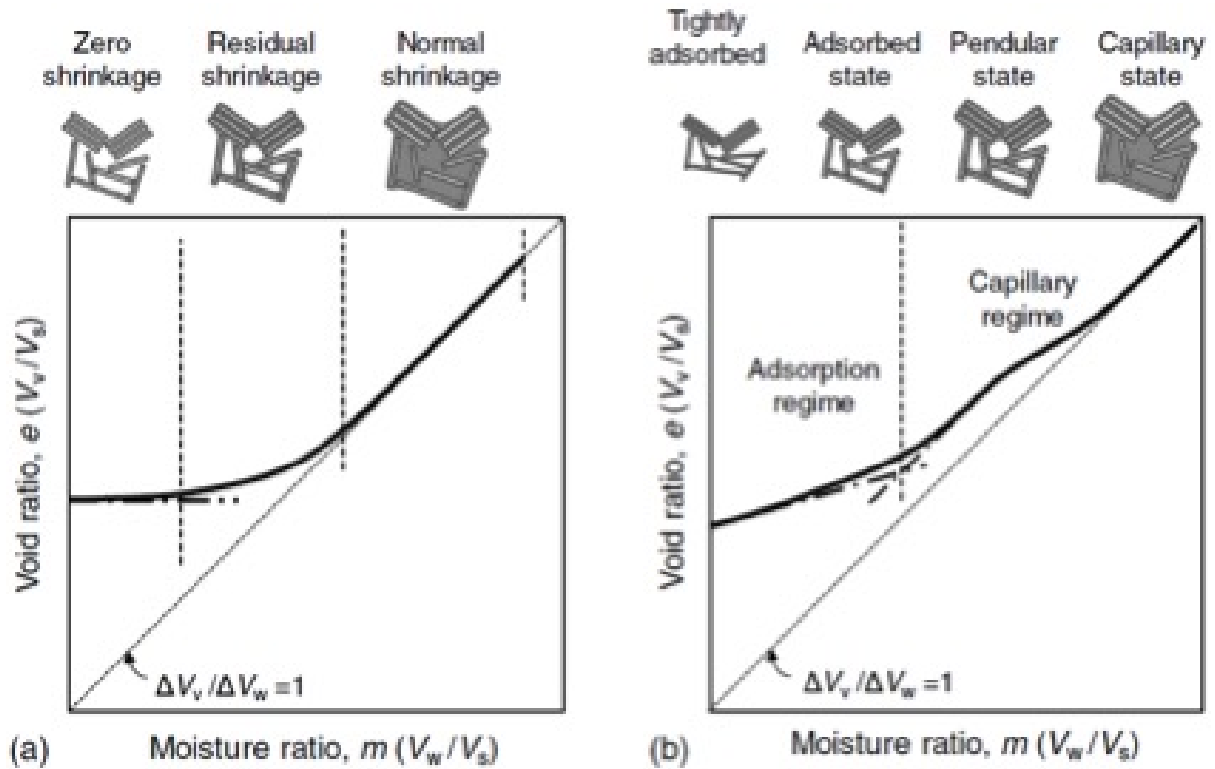 Zero
shrinkage
Residual
shrinkage
Normal
shrinkage
Void ratio, e (Vv/Vs)
ΔVv/ΔVw=1
(a)
Moisture ratio, m (Vw/Vs)
Tightly
adsorbed
Adsorbed
state
Pendular
state
Capillary
state
Capillary
regime
Adsorption
regime
Void ratio, e (Vv/Vs)
ΔVv/ΔVw=1
(b)
Moisture ratio, m (Vw/Vs)